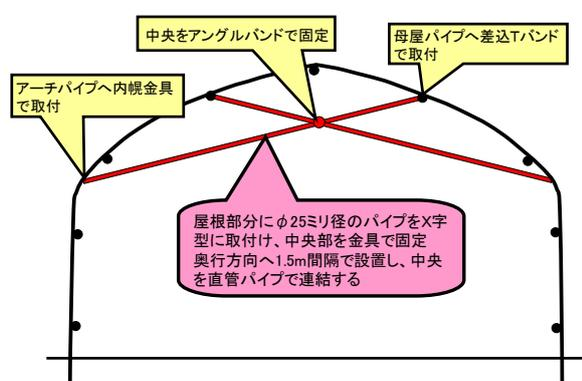 中央をアングルバンドで固定
母屋パイプへ差込Tバンド
で取付
アーチパイプへ内幌金具
で取付
屋根部分にφ25ミリ径のパイプをX字
型に取付け、中央部を金具で固定
奥行方向へ1.5m間隔で設置し、中央
を直管パイプで連結する